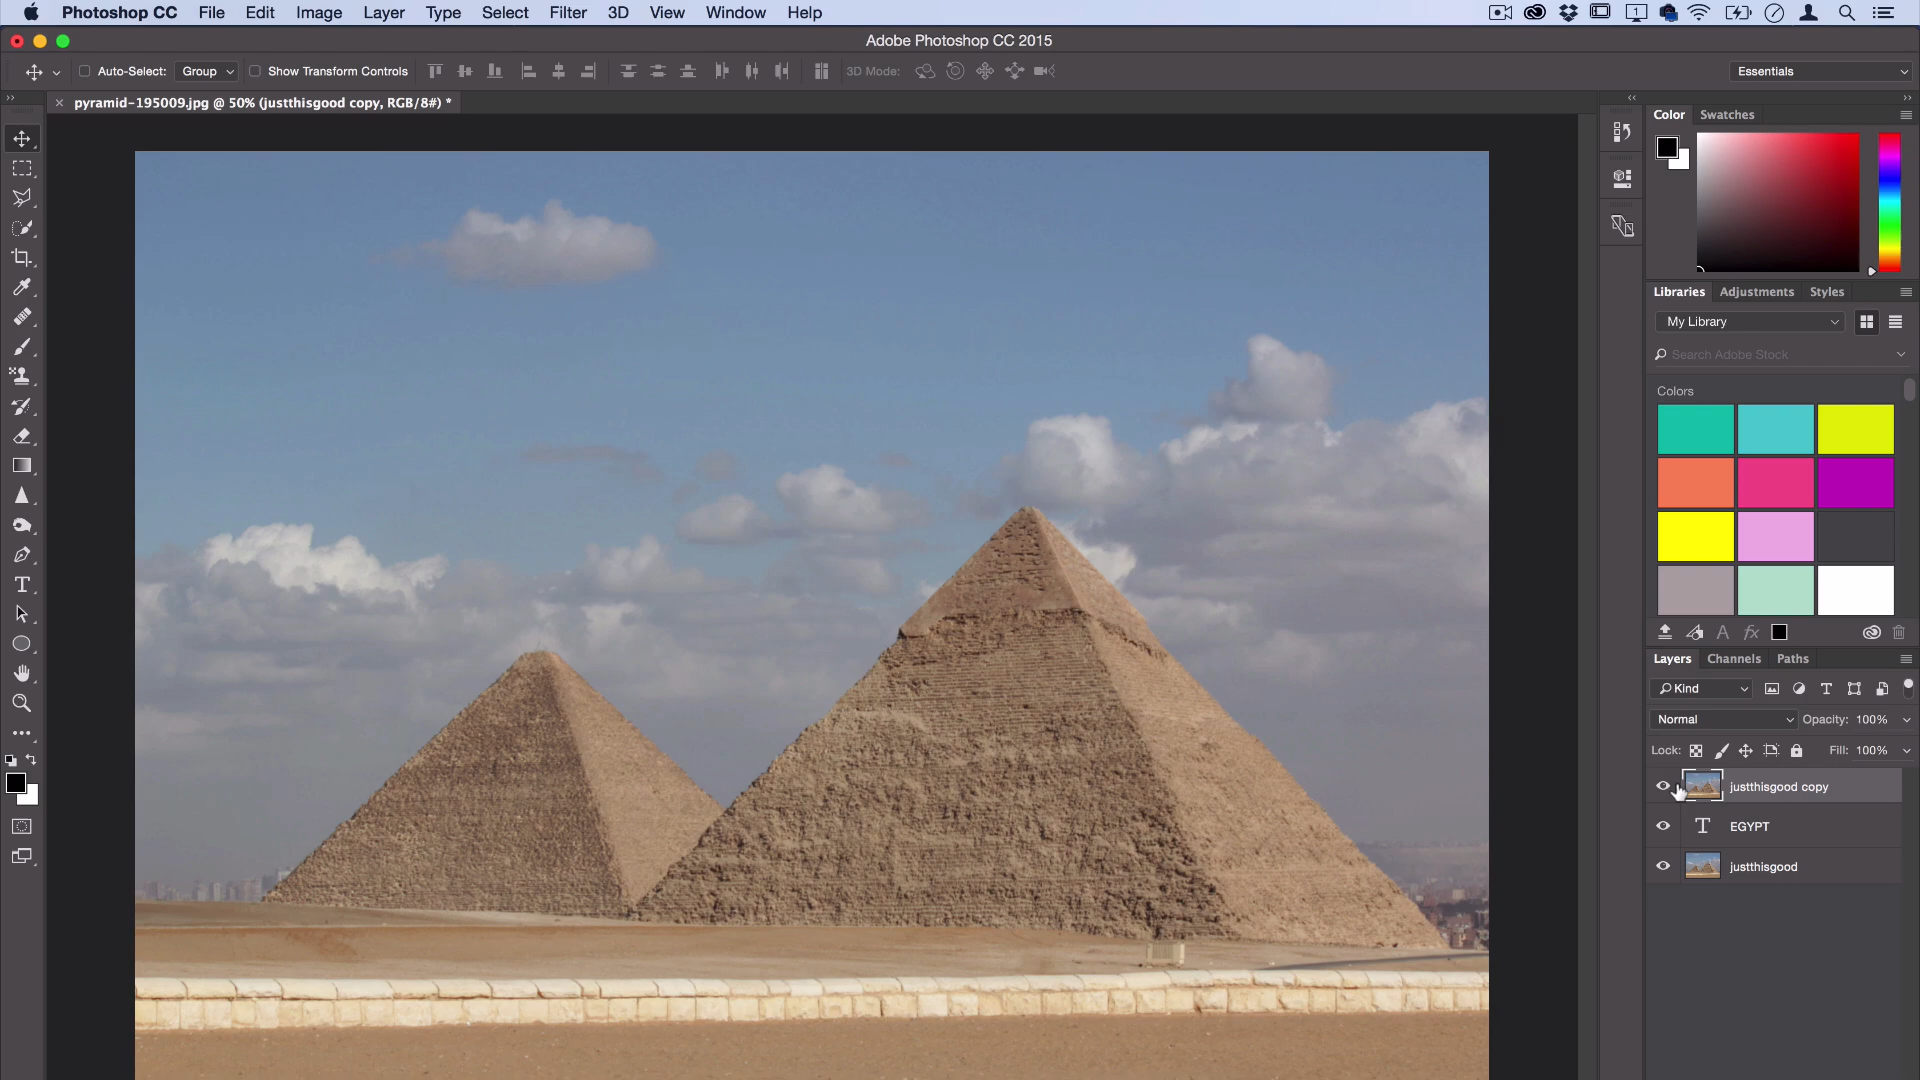 Photoshop CC File Edit Image Layer Type Select Filter 3D View Window Help
Adobe Photoshop CC 2015
Auto-Select: Group Show Transform Controls 3D Mode: Essentials
pyramid-195009.jpg @ 50% (justthisgood copy, RGB/8#) *
Color Swatches
Libraries Adjustments Styles
My Library
Search Adobe Stock
Colors
Layers Channels Paths
Kind
Normal Opacity: 100%
Lock: Fill: 100%
justthisgood copy
EGYPT
justthisgood